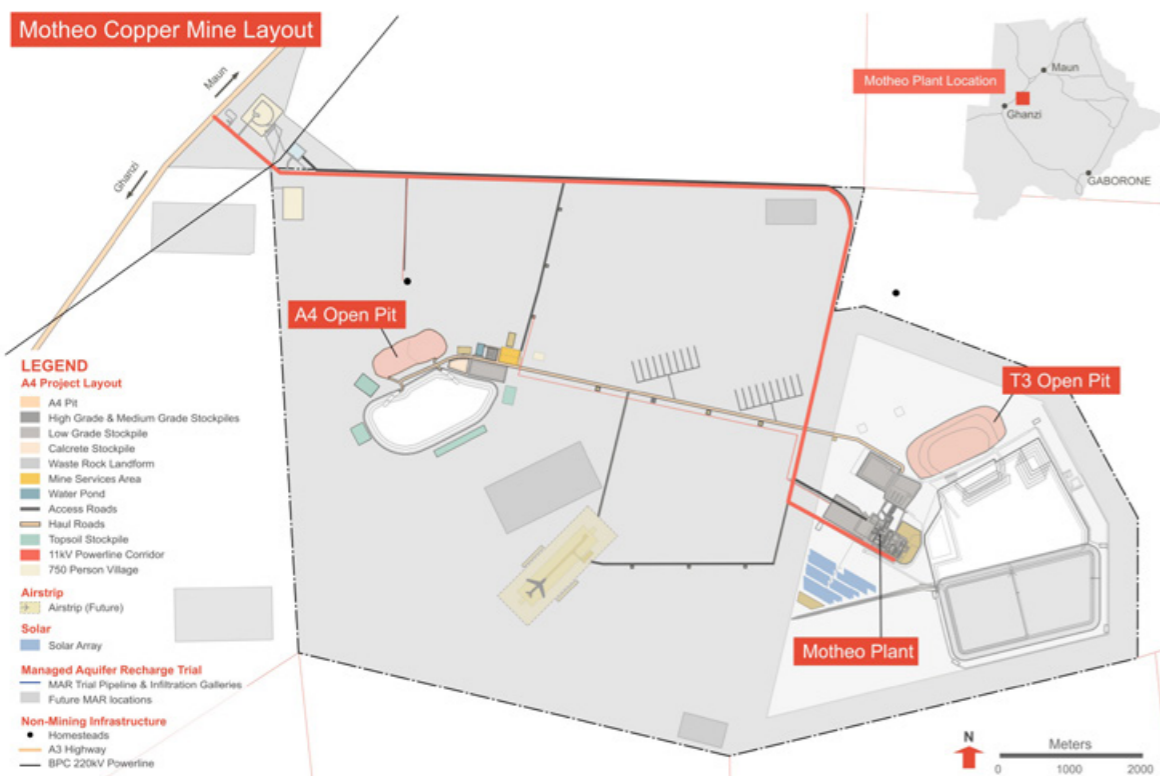 Motheo Copper Mine Layout
Maun
Ghanzi
Motheo Plant Location
Maun
Ghanzi
GABORONE
A4 Open Pit
T3 Open Pit
Motheo Plant
LEGEND
A4 Project Layout
A4 Pit
High Grade & Medium Grade Stockpiles
Low Grade Stockpile
Calcrete Stockpile
Waste Rock Landform
Mine Services Area
Water Pond
Access Roads
Haul Roads
Topsoil Stockpile
11kV Powerline Corridor
750 Person Village
Airstrip
Airstrip (Future)
Solar
Solar Array
Managed Aquifer Recharge Trial
MAR Trial Pipeline & Infiltration Galleries
Future MAR locations
Non-Mining Infrastructure
Homesteads
A3 Highway
BPC 220kV Powerline
N
Meters
0 1000 2000